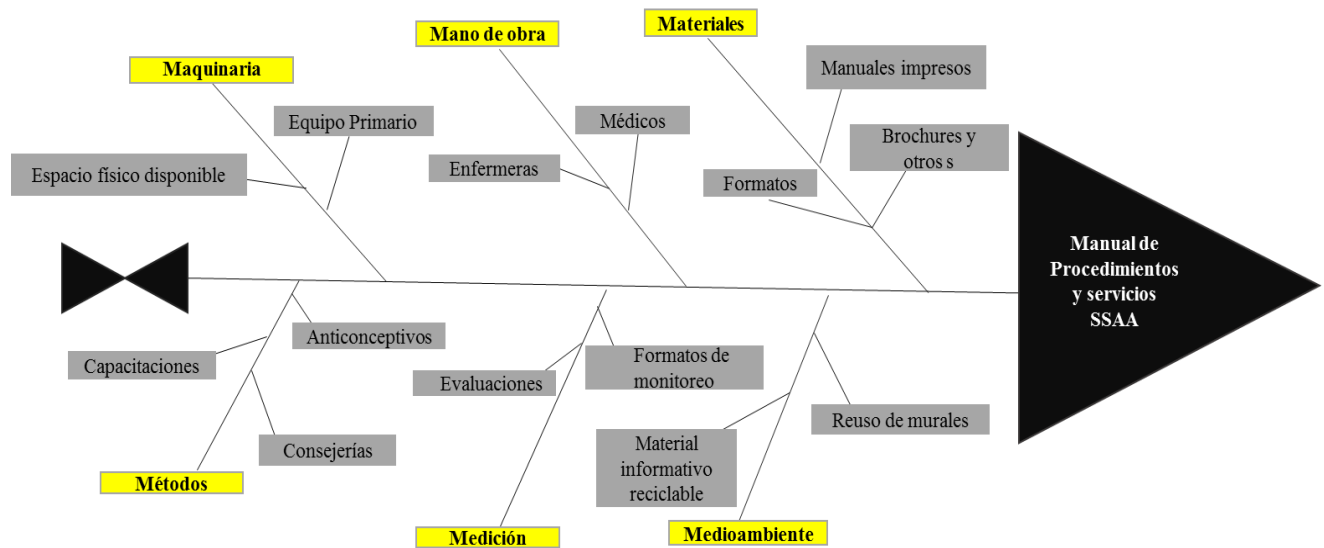 Materiales
Mano de obra
Maquinaria
Manuales impresos
Equipo Primario
Médicos
Brochures y
otros s
Espacio físico disponible
Enfermeras
Formatos
Manual de
Procedimientos
y servicios
SSAA
Anticonceptivos
Capacitaciones
Formatos de
monitoreo
Evaluaciones
Reuso de murales
Consejerías
Material
informativo
reciclable
Métodos
Medición
Medioambiente